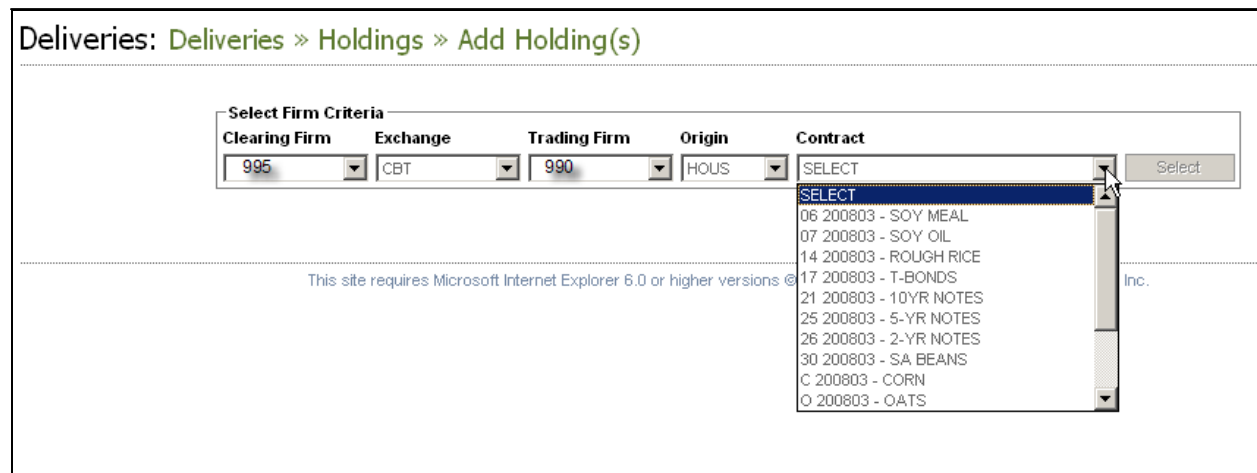 Deliveries: Deliveries » Holdings » Add Holding(s)
Select Firm Criteria
Clearing Firm Exchange Trading Firm Origin Contract
995 CBT 990 HOUS SELECT Select
SELECT
06 200803 - SOY MEAL
07 200803 - SOY OIL
14 200803 - ROUGH RICE
17 200803 - T-BONDS
21 200803 - 10YR NOTES
25 200803 - 5-YR NOTES
26 200803 - 2-YR NOTES
30 200803 - SA BEANS
C 200803 - CORN
O 200803 - OATS
This site requires Microsoft Internet Explorer 6.0 or higher versions © Inc.